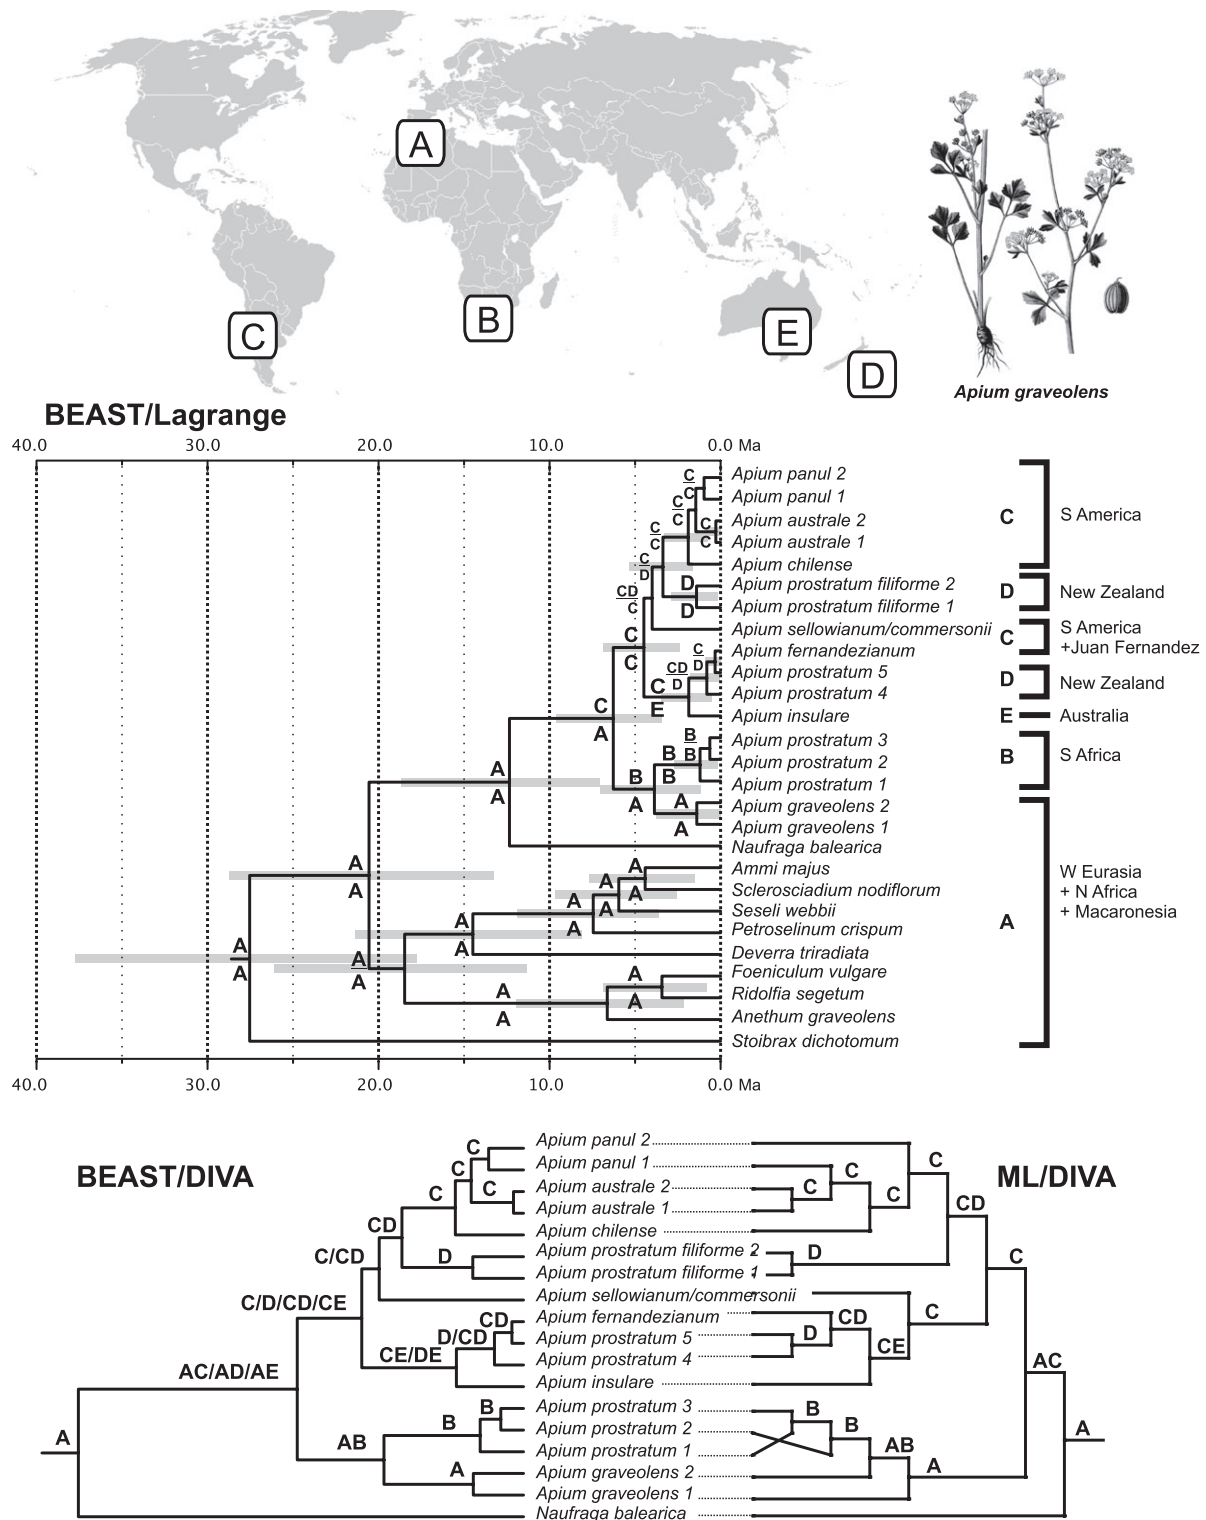 A
B
C
E
D
Apium graveolens
BEAST/Lagrange
40.0 30.0 20.0 10.0 0.0 Ma
C
C
Apium panul 2
Apium panul 1
C
C
C
C
Apium australe 2
Apium australe 1
C
C
Apium chilense
C
S America
C
D
D
D
Apium prostratum filiforme 2
Apium prostratum filiforme 1
D
New Zealand
CD
C
Apium sellowianum/commersonii
C
S America
+Juan Fernandez
C
C
C
D
Apium fernandezianum
CD
D
Apium prostratum 5
Apium prostratum 4
D
New Zealand
C
E
Apium insulare
E
Australia
C
A
B
B
Apium prostratum 3
B
B
Apium prostratum 2
Apium prostratum 1
B
S Africa
B
A
A
A
Apium graveolens 2
Apium graveolens 1
A
A
Naufraga balearica
A
A
Ammi majus
A
A
Sclerosciadium nodiflorum
A
A
Seseli webbii
A
A
Petroselinum crispum
A
A
Deverra triradiata
A
W Eurasia
+ N Africa
+ Macaronesia
A
A
A
A
Foeniculum vulgare
Ridolfia segetum
A
A
Anethum graveolens
A
A
Stoibrax dichotomum
40.0 30.0 20.0 10.0 0.0 Ma
BEAST/DIVA
ML/DIVA
C
Apium panul 2
C
C
Apium panul 1
C
C
C
Apium australe 2
C
C
Apium australe 1
CD
CD
Apium chilense
C/CD
D
Apium prostratum filiforme 2
D
C
Apium prostratum filiforme 1
C/D/CD/CE
Apium sellowianum/commersonii
C
CD
Apium fernandezianum
CD
D/CD
Apium prostratum 5
D
CE/DE
Apium prostratum 4
CE
AC/AD/AE
Apium insulare
AC
B
Apium prostratum 3
B
B
Apium prostratum 2
B
A
AB
Apium prostratum 1
AB
A
A
Apium graveolens 2
A
Apium graveolens 1
Naufraga balearica